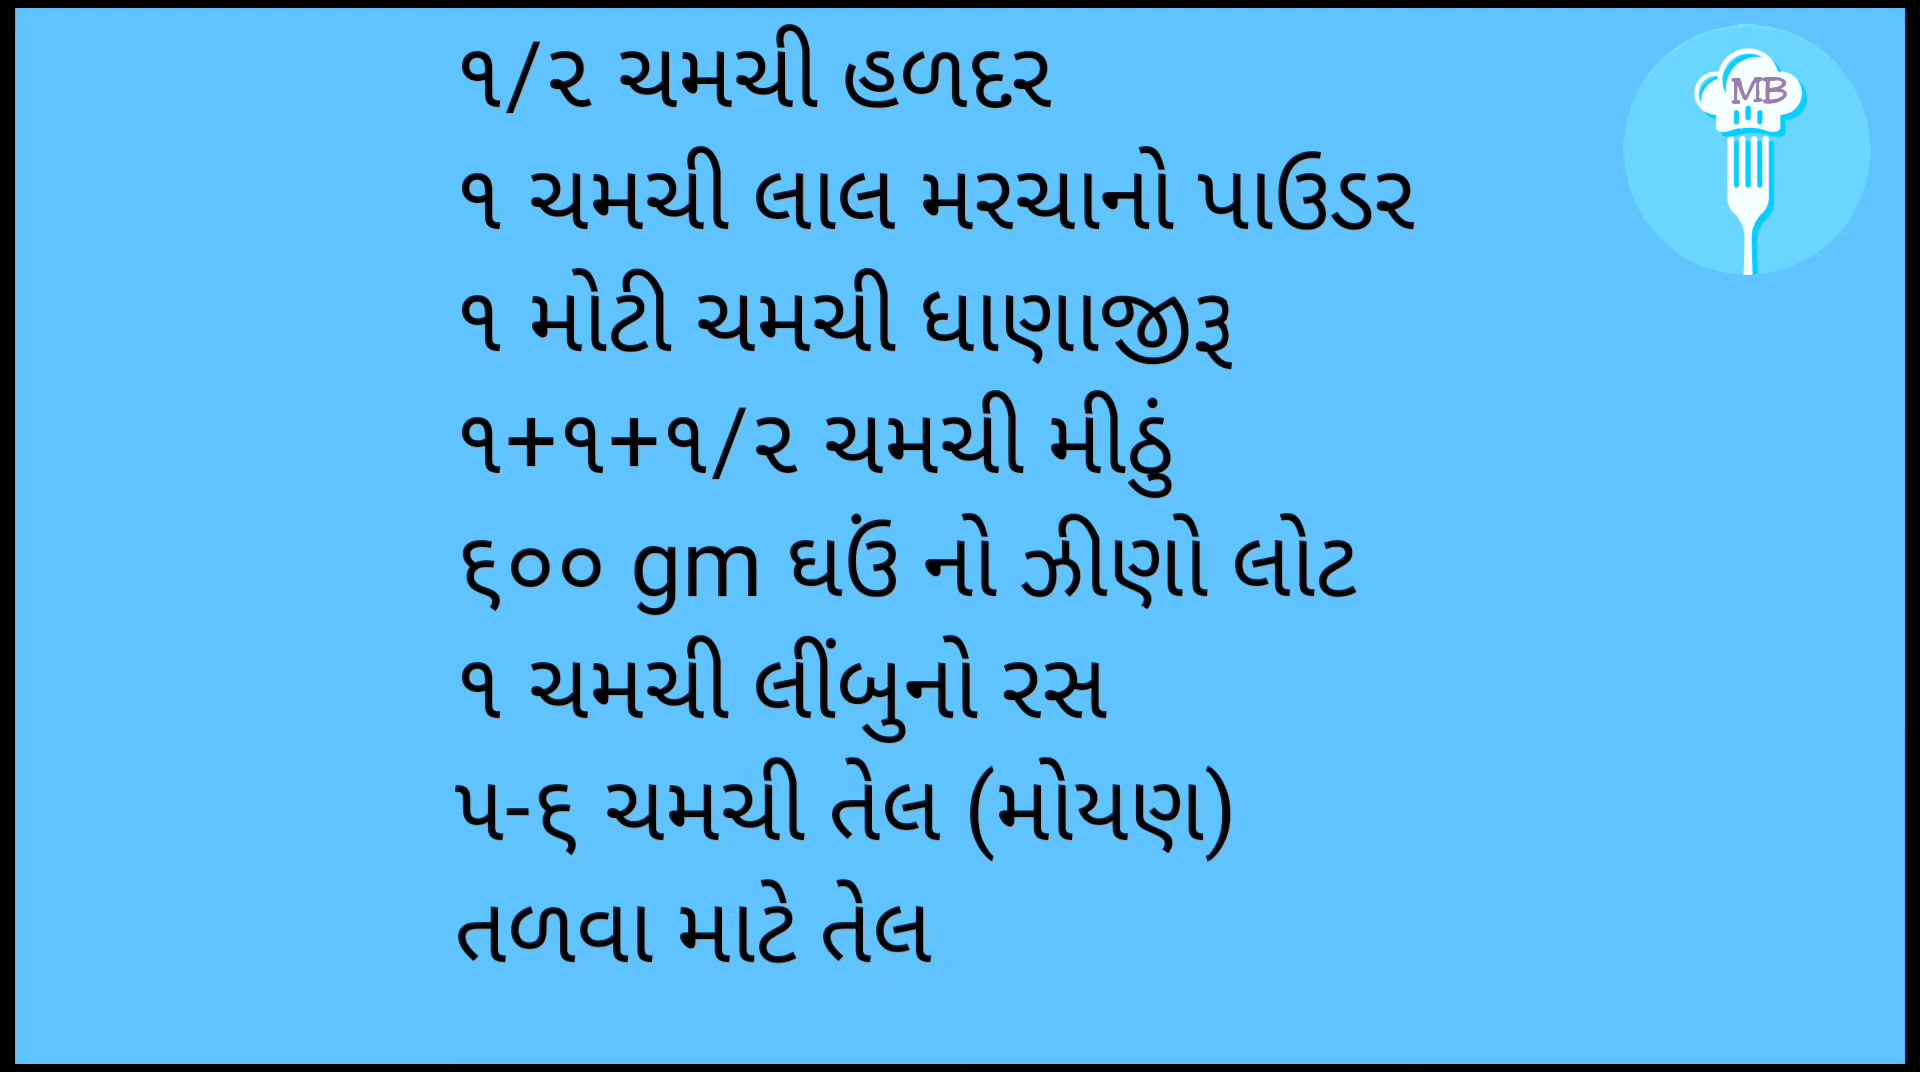 ૧/૨ ચમચી હળદર
૧ ચમચી લાલ મરચાનો પાઉડર
૧ મોટી ચમચી ધાણાજીરૂ
૧+૧+૧/૨ ચમચી મીઠું
૬૦૦ gm ઘઉં નો ઝીણો લોટ
૧ ચમચી લીંબુનો રસ
૫-૬ ચમચી તેલ (મોયણ)
તળવા માટે તેલ
MB